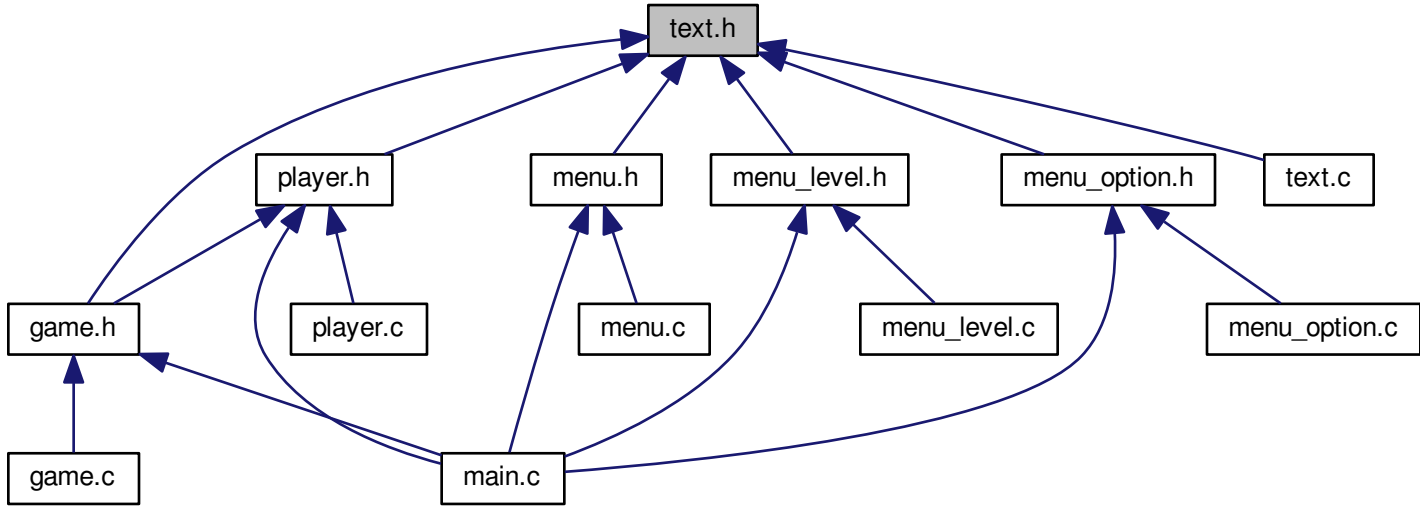 text.h
player.h
menu.h
menu_level.h
menu_option.h
text.c
game.h
player.c
menu.c
menu_level.c
menu_option.c
game.c
main.c